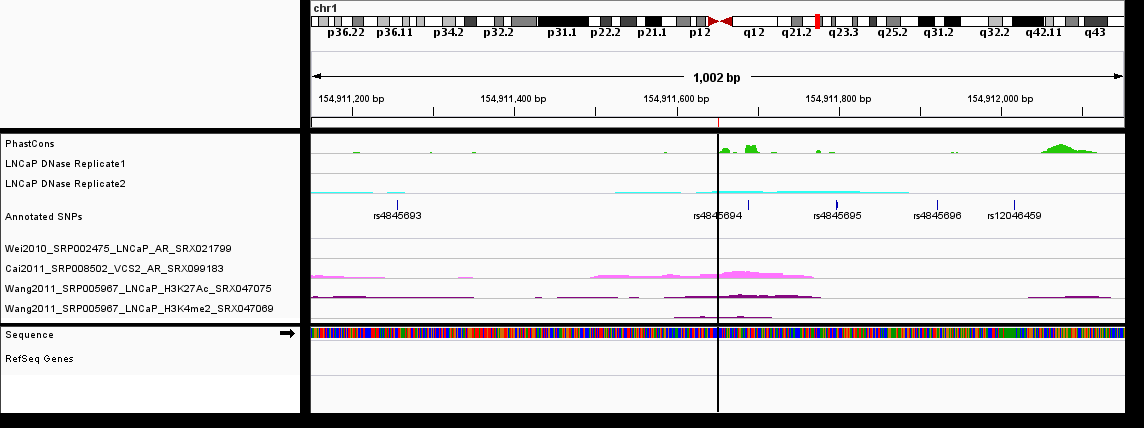 chr1
p36.22 p36.11 p34.2 p32.2 p31.1 p22.2 p21.1 p12 q12 q21.2 q23.3 q25.2 q31.2 q32.2 q42.11 q43
1,002 bp
154,911,200 bp 154,911,400 bp 154,911,600 bp 154,911,800 bp 154,912,000 bp
PhastCons
LNCaP DNase Replicate1
LNCaP DNase Replicate2
Annotated SNPs
rs4845693 rs4845694 rs4845695 rs4845696 rs12046459
Wei2010_SRP002475_LNCaP_AR_SRX021799
Cai2011_SRP008502_VCS2_AR_SRX099183
Wang2011_SRP005967_LNCaP_H3K27Ac_SRX047075
Wang2011_SRP005967_LNCaP_H3K4me2_SRX047069
Sequence
RefSeq Genes